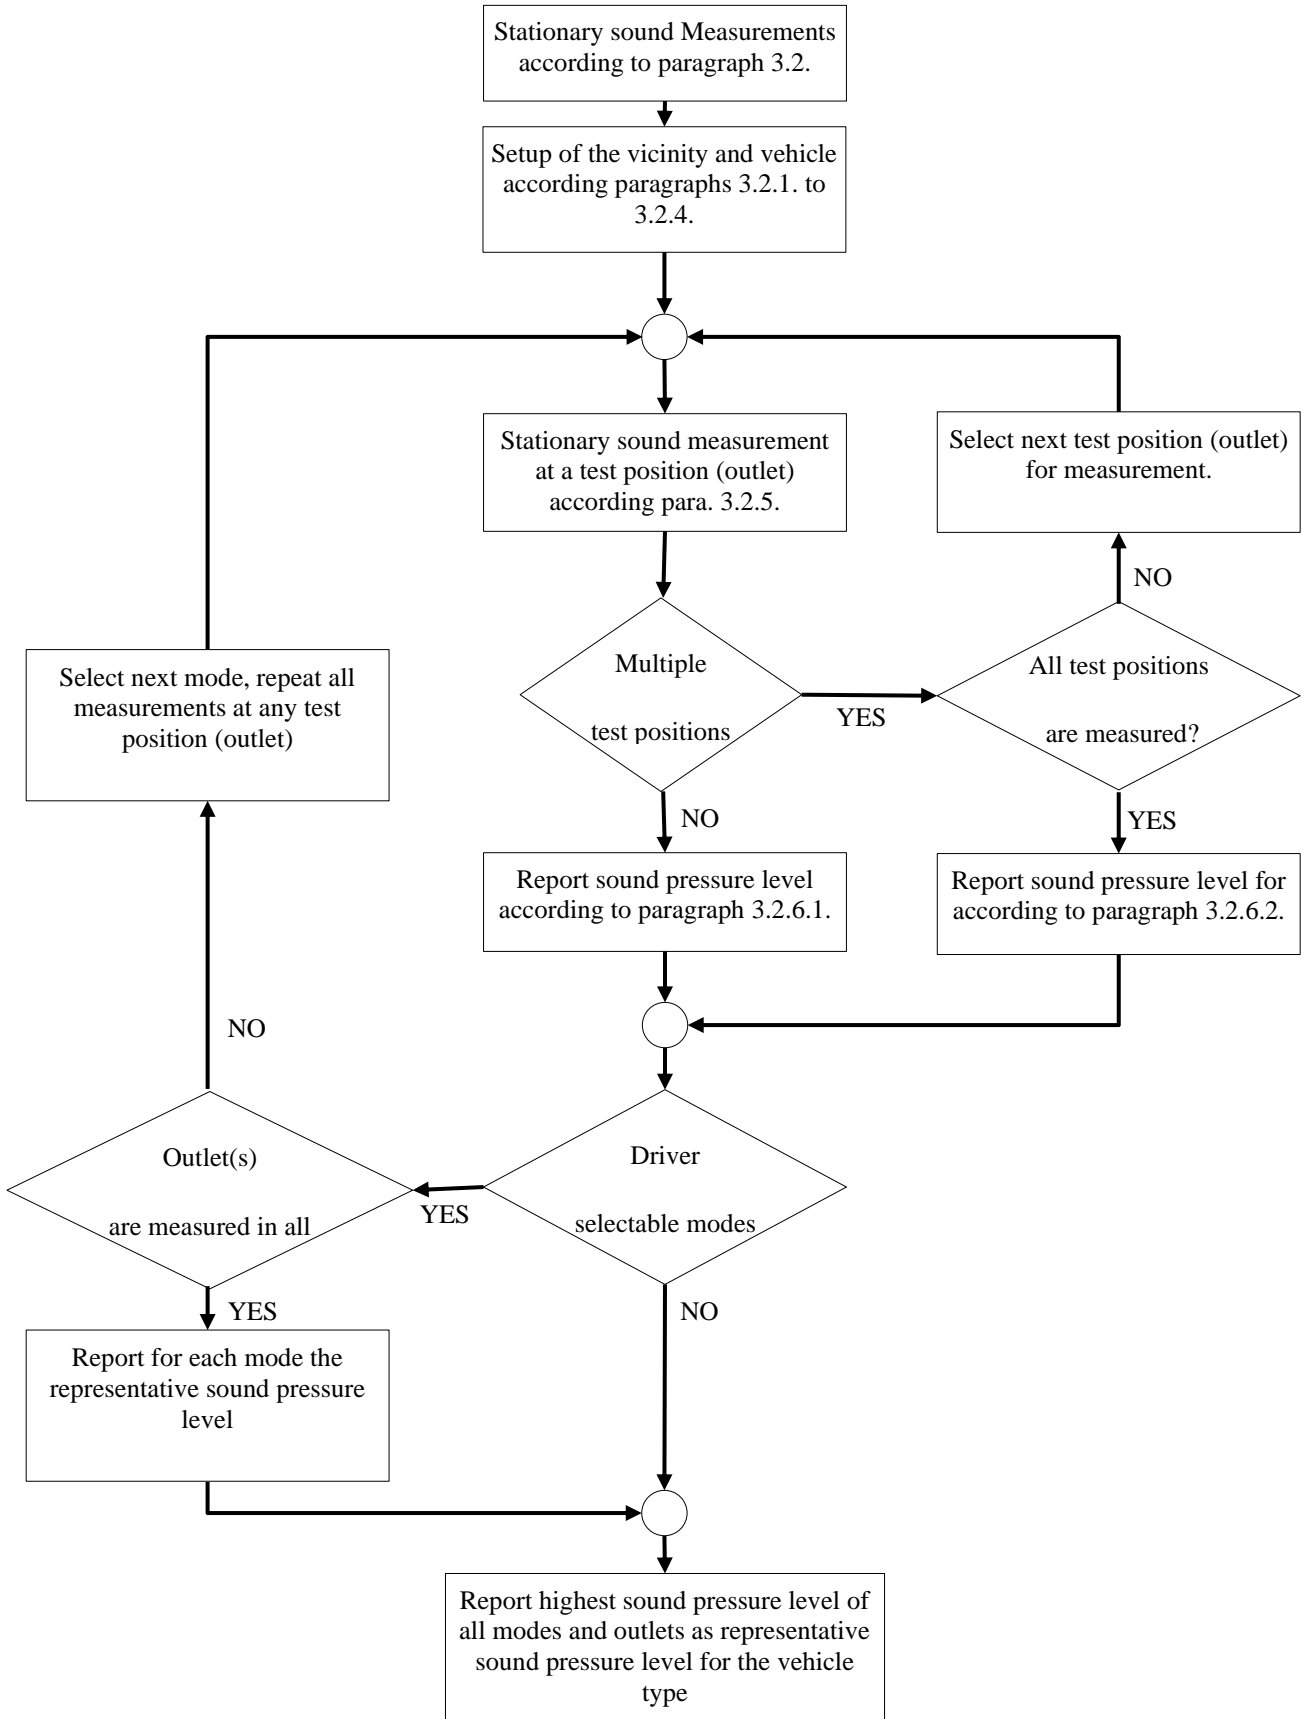 Stationary sound Measurements
according to paragraph 3.2.
Setup of the vicinity and vehicle
according paragraphs 3.2.1. to
3.2.4.
Stationary sound measurement
at a test position (outlet)
according para. 3.2.5.
Select next test position (outlet)
for measurement.
NO
Multiple
test positions
YES
All test positions
are measured?
Select next mode, repeat all
measurements at any test
position (outlet)
NO
YES
Report sound pressure level
according to paragraph 3.2.6.1.
Report sound pressure level for
according to paragraph 3.2.6.2.
NO
Outlet(s)
are measured in all
YES
Driver
selectable modes
YES
NO
Report for each mode the
representative sound pressure
level
Report highest sound pressure level of
all modes and outlets as representative
sound pressure level for the vehicle
type